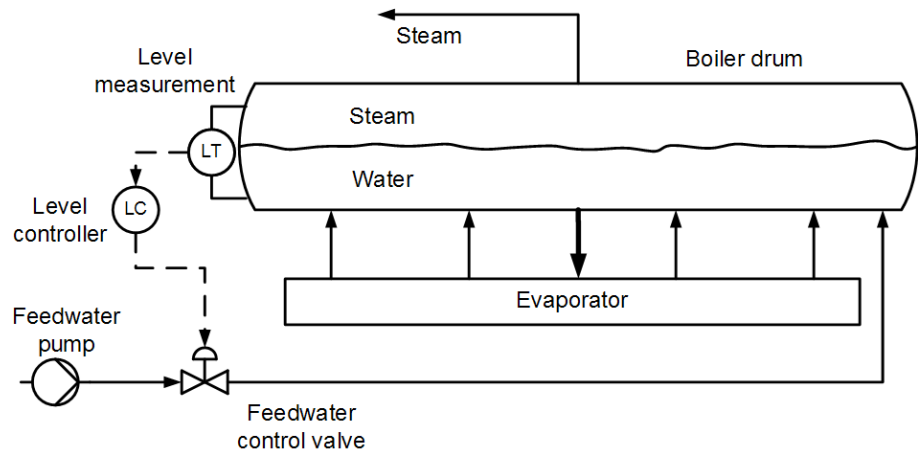 Steam
Level
measurement
Boiler drum
Steam
LT
Water
Level
controller
LC
Evaporator
Feedwater
pump
Feedwater
control valve